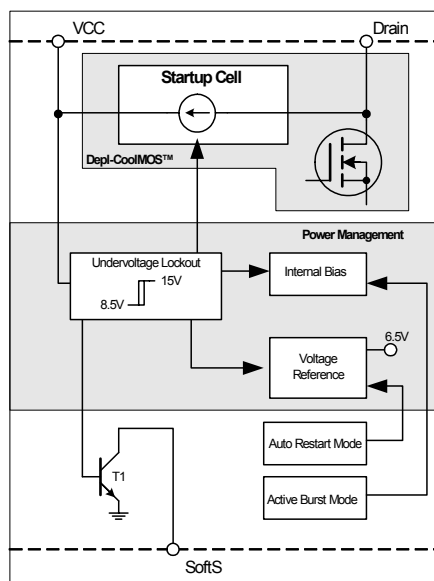 VCC
Drain
Startup Cell
Depl-CoolMOS™
Power Management
Undervoltage Lockout
15V
8.5V
Internal Bias
6.5V
Voltage
Reference
Auto Restart Mode
T1
Active Burst Mode
SoftS